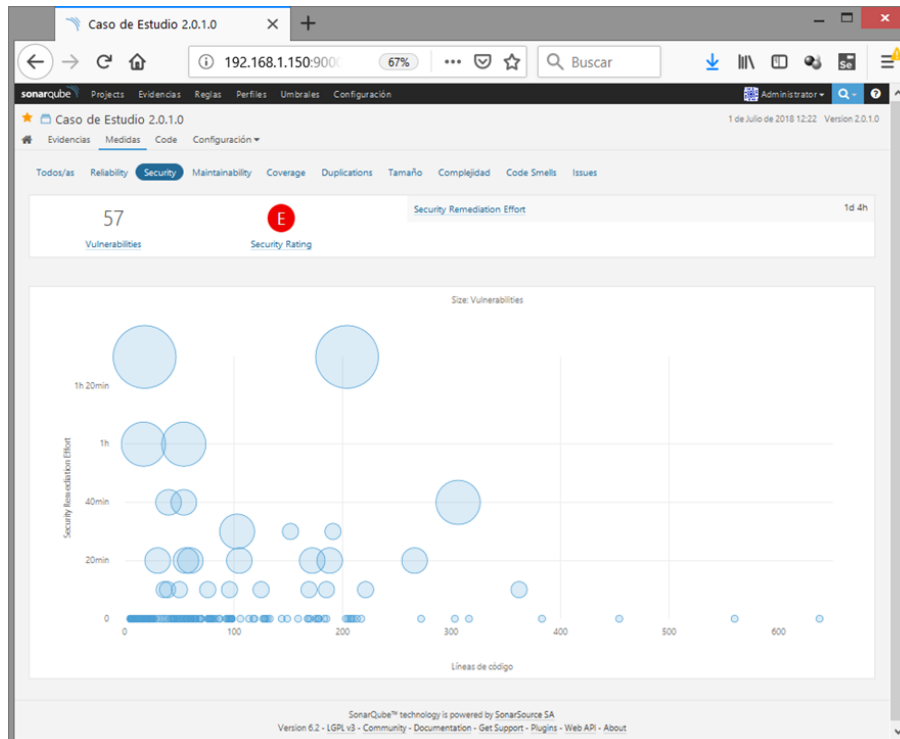 Caso de Estudio 2.0.1.0
192.168.1.150:900
67%
Buscar
sonarqube Projects Evidencias Reglas Perfiles Umbrales Configuración Administrator
Caso de Estudio 2.0.1.0
1 de Julio de 2018 12:22 Version 2.0.1.0
Evidencias Medidas Code Configuración
Todos/as Reliability Security Maintainability Coverage Duplications Tamaño Complejidad Code Smells Issues
57
Vulnerabilities
E
Security Rating
Security Remediation Effort 1d 4h
Size: Vulnerabilities
1h 20min
1h
40min
20min
0
Security Remediation Effort
0 100 200 300 400 500 600
Líneas de código
SonarQube™ technology is powered by SonarSource SA
Version 6.2 - LGPL v3 - Community - Documentation - Get Support - Plugins - Web API - About